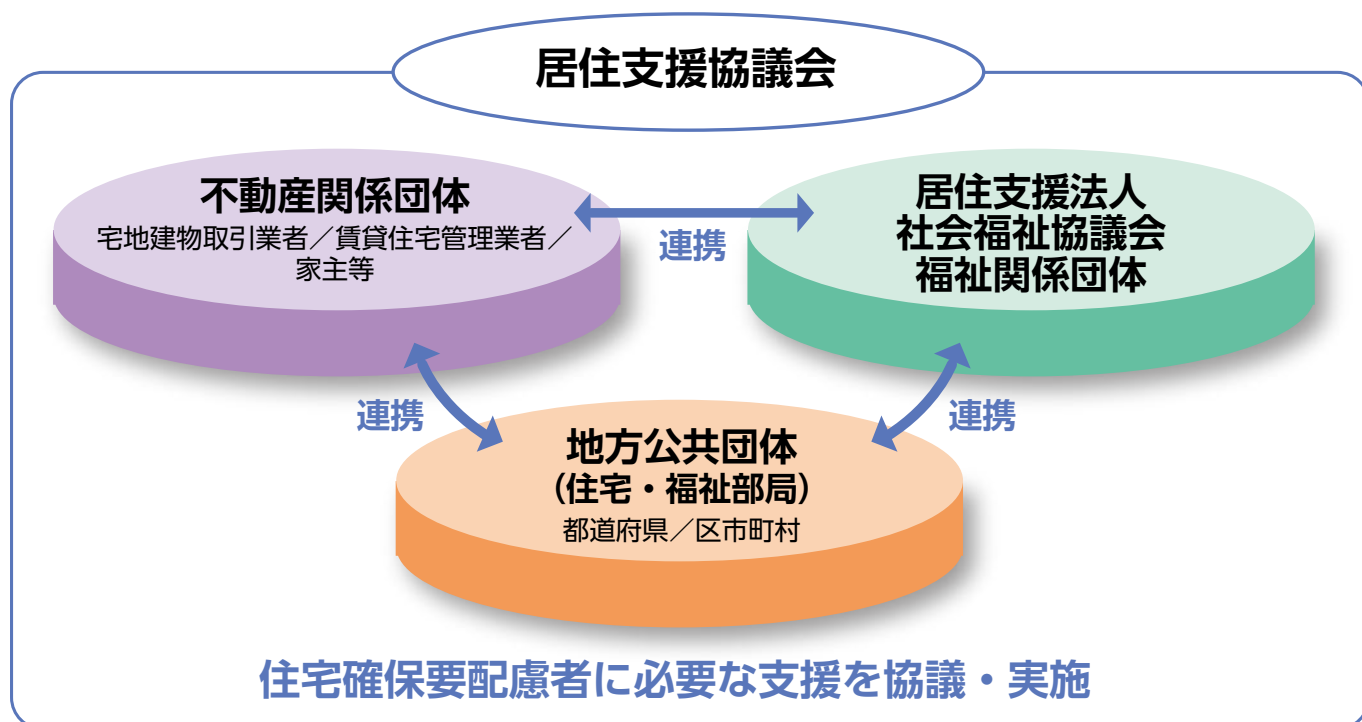 居住支援協議会
不動産関係団体
宅地建物取引業者／賃貸住宅管理業者／
家主等
連携
居住支援法人
社会福祉協議会
福祉関係団体
連携
連携
地方公共団体
（住宅・福祉部局）
都道府県／区市町村
住宅確保要配慮者に必要な支援を協議・実施